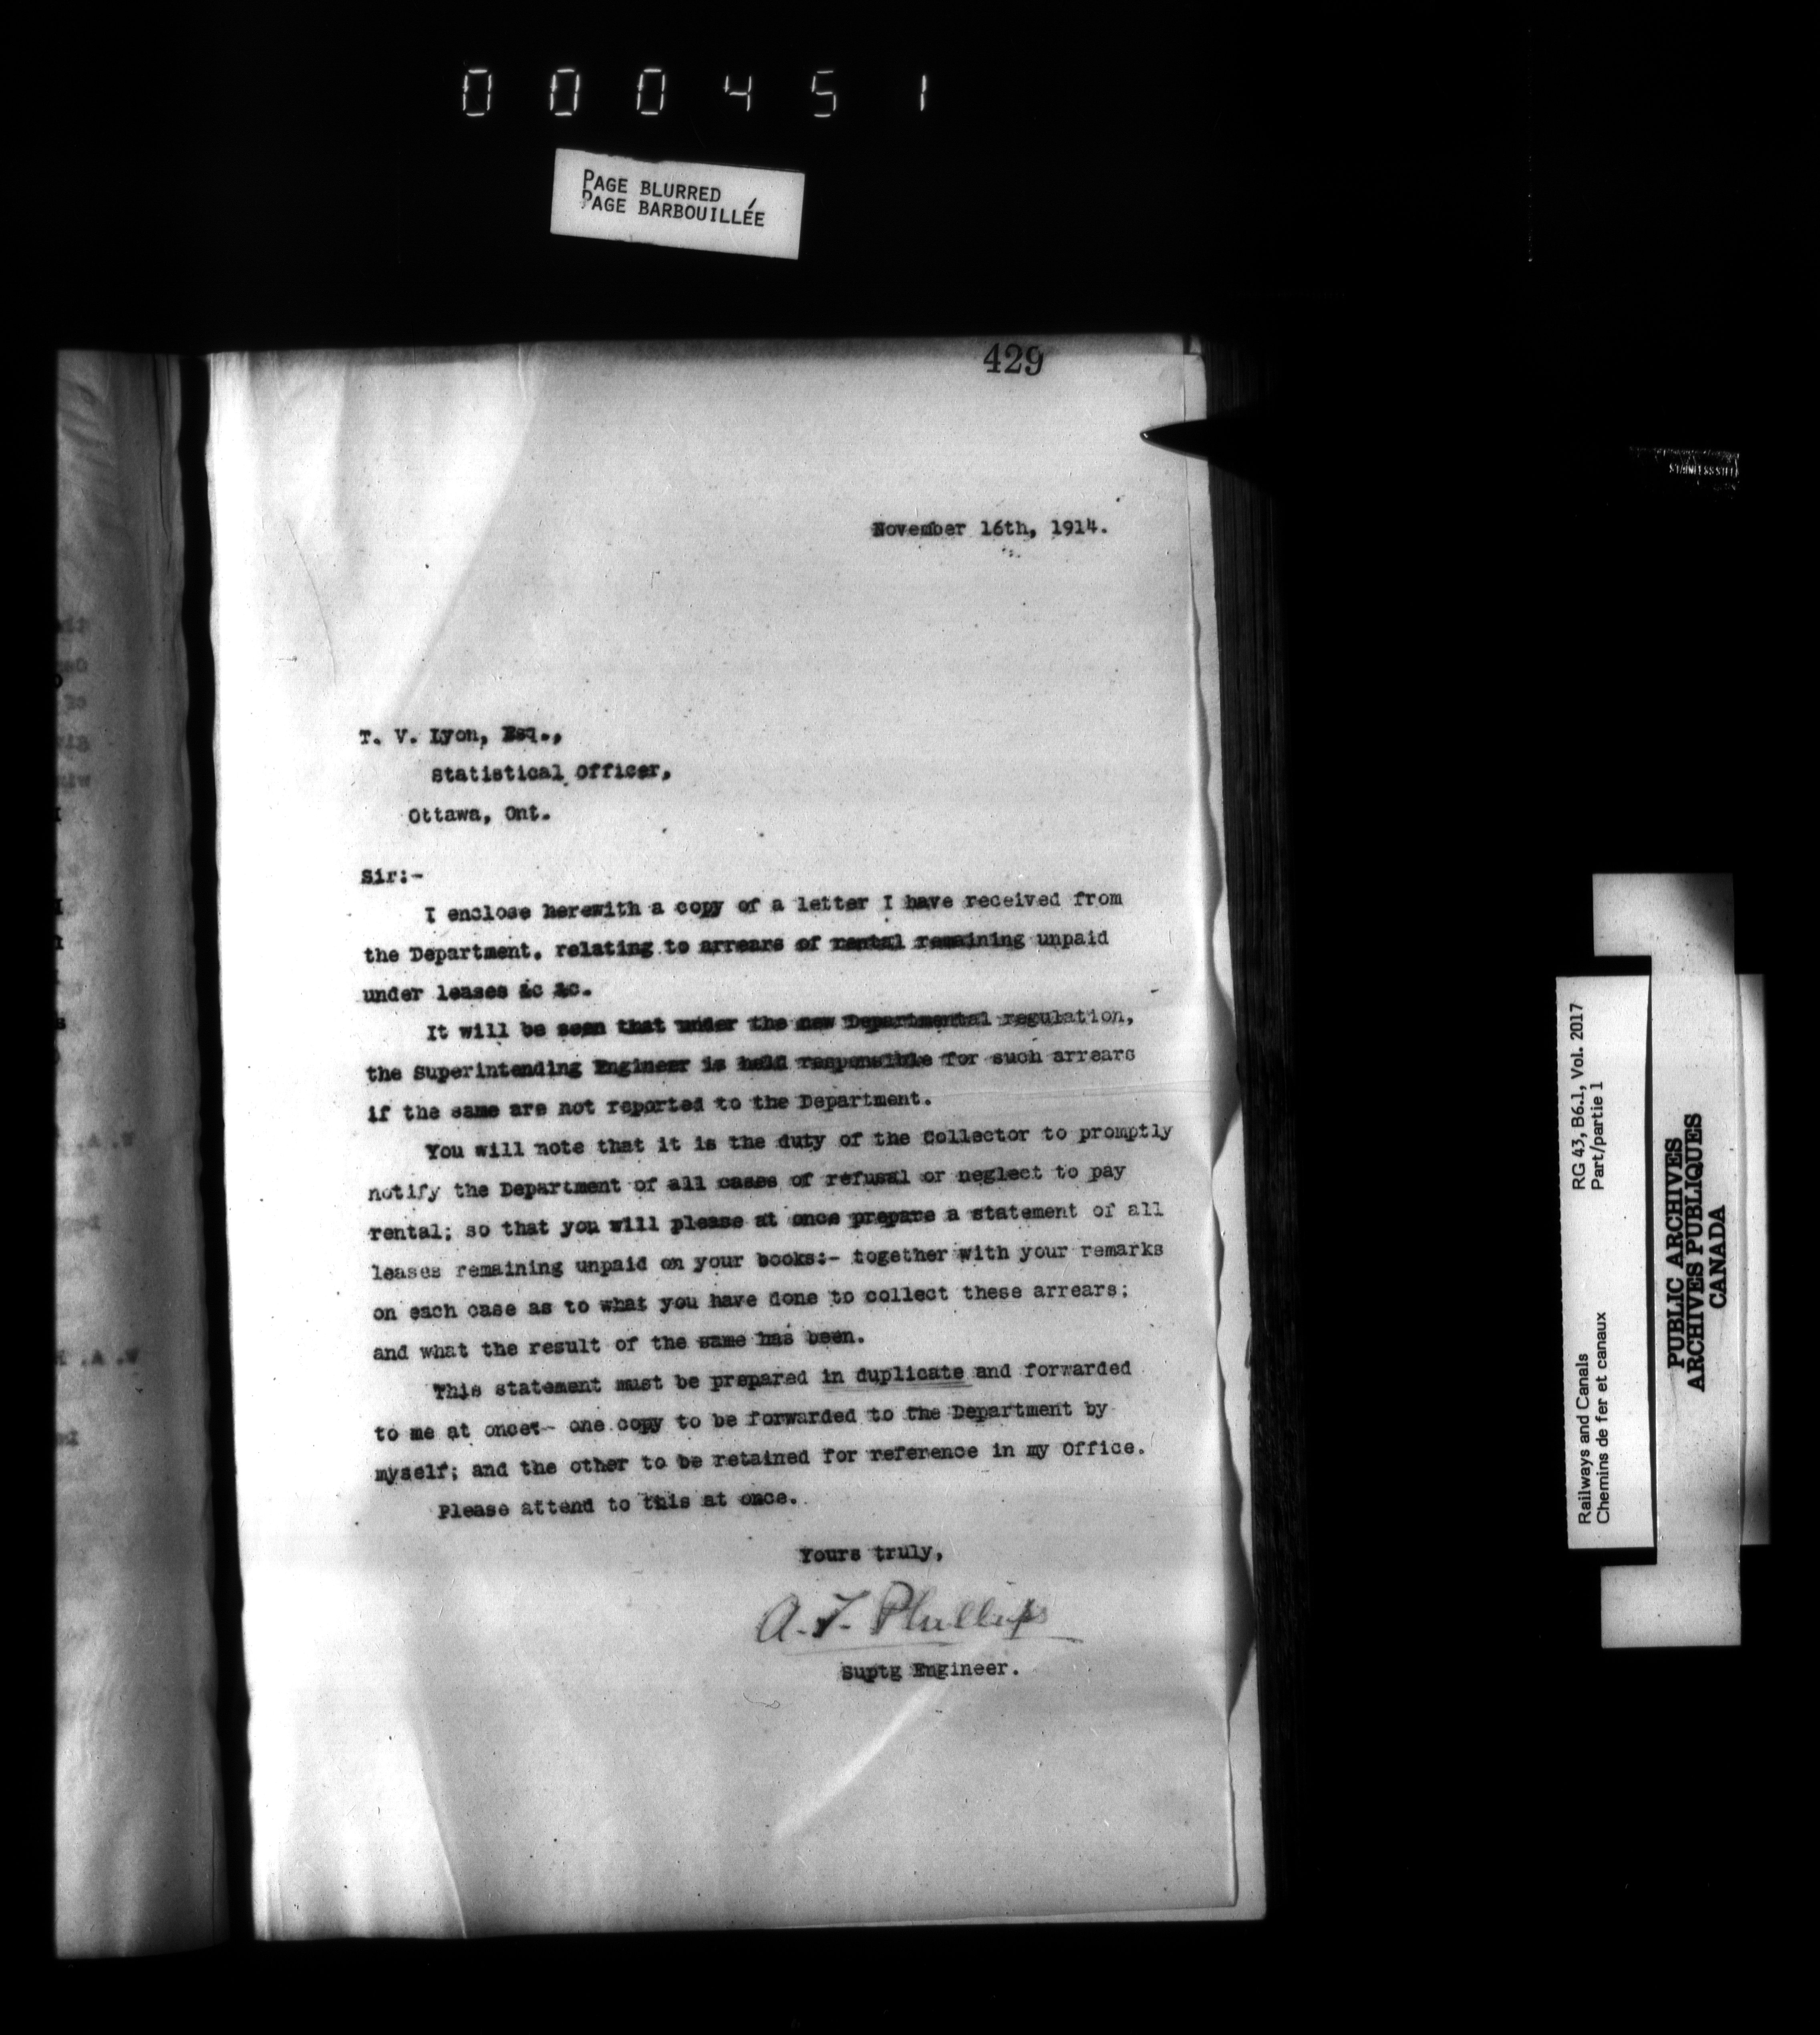 000451
PAGE BLURRED
PAGE BARBOUILLÉE
429
November 16th, 1914.
T. V. Lyon, Esq.,
Statistical Officer,
Ottawa, Ont.
Sir:-
I enclose herewith a copy of a letter I have received from
the Department. relating to arrears of rental remaining unpaid
under leases &c &c.
It will be seen that under the new Departmental regulation,
the Superintending Engineer is held responsible for such arrears
if the same are not reported to the Department.
You will note that it is the duty of the Collector to promptly
notify the Department of all cases of refusal or neglect to pay
rental; so that you will please at once prepare a statement of all
leases remaining unpaid on your books:- together with your remarks
on each case as to what you have done to collect these arrears;
and what the result of the same has been.
This statement must be prepared in duplicate and forwarded
to me at once:- one copy to be forwarded to the Department by
myself; and the other to be retained for reference in my Office.
Please attend to this at once.
Yours truly,
A. T. Phillips
Suptg Engineer.
STAINLESS STEEL
RG 43, B6.1, Vol. 2017
Part/partie 1
Railways and Canals
Chemins de fer et canaux
PUBLIC ARCHIVES
ARCHIVES PUBLIQUES
CANADA